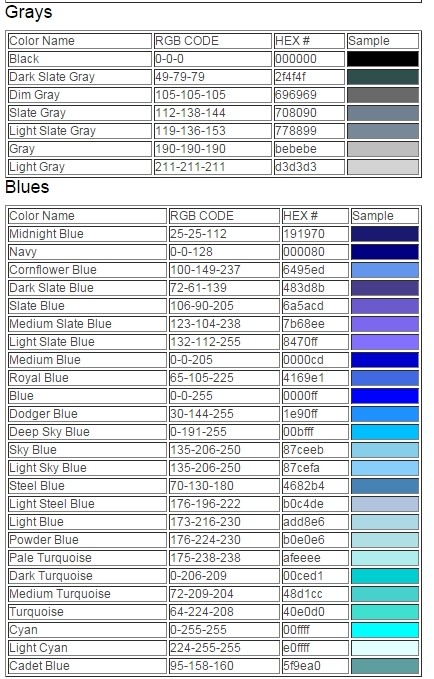 Grays
Color Name RGB CODE HEX # Sample
Black 0-0-0 000000
Dark Slate Gray 49-79-79 2f4f4f
Dim Gray 105-105-105 696969
Slate Gray 112-138-144 708090
Light Slate Gray 119-136-153 778899
Gray 190-190-190 bebebe
Light Gray 211-211-211 d3d3d3
Blues
Color Name RGB CODE HEX # Sample
Midnight Blue 25-25-112 191970
Navy 0-0-128 000080
Cornflower Blue 100-149-237 6495ed
Dark Slate Blue 72-61-139 483d8b
Slate Blue 106-90-205 6a5acd
Medium Slate Blue 123-104-238 7b68ee
Light Slate Blue 132-112-255 8470ff
Medium Blue 0-0-205 0000cd
Royal Blue 65-105-225 4169e1
Blue 0-0-255 0000ff
Dodger Blue 30-144-255 1e90ff
Deep Sky Blue 0-191-255 00bfff
Sky Blue 135-206-250 87ceeb
Light Sky Blue 135-206-250 87cefa
Steel Blue 70-130-180 4682b4
Light Steel Blue 176-196-222 b0c4de
Light Blue 173-216-230 add8e6
Powder Blue 176-224-230 b0e0e6
Pale Turquoise 175-238-238 afeeee
Dark Turquoise 0-206-209 00ced1
Medium Turquoise 72-209-204 48d1cc
Turquoise 64-224-208 40e0d0
Cyan 0-255-255 00ffff
Light Cyan 224-255-255 e0ffff
Cadet Blue 95-158-160 5f9ea0